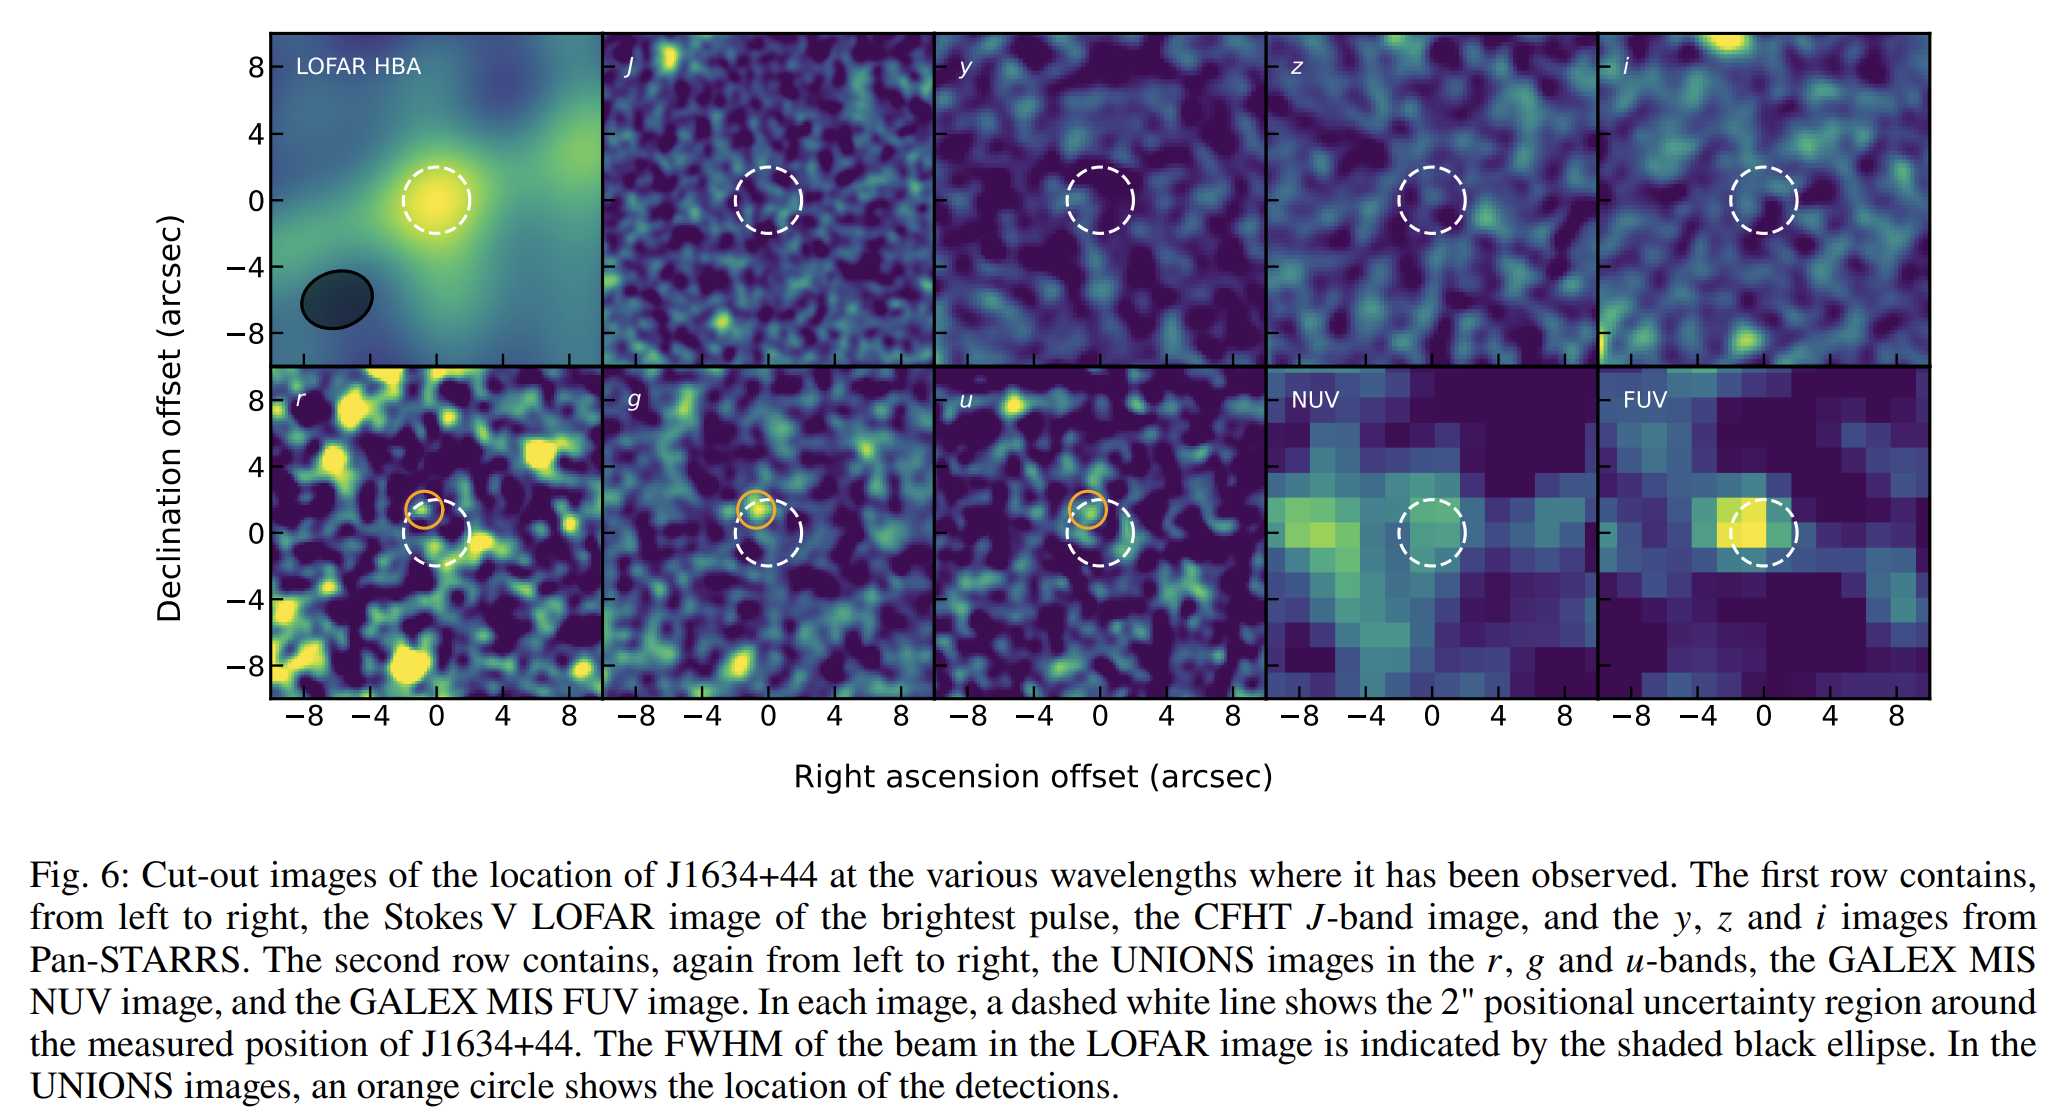 LOFAR HBA J y z i
8
4
0
−4
−8
r g u NUV FUV
8
4
0
−4
−8
−8 −4 0 4 8 −8 −4 0 4 8 −8 −4 0 4 8 −8 −4 0 4 8 −8 −4 0 4 8
Declination offset (arcsec)
Right ascension offset (arcsec)
Fig. 6: Cut-out images of the location of J1634+44 at the various wavelengths where it has been observed. The first row contains,
from left to right, the Stokes V LOFAR image of the brightest pulse, the CFHT J-band image, and the y, z and i images from
Pan-STARRS. The second row contains, again from left to right, the UNIONS images in the r, g and u-bands, the GALEX MIS
NUV image, and the GALEX MIS FUV image. In each image, a dashed white line shows the 2" positional uncertainty region around
the measured position of J1634+44. The FWHM of the beam in the LOFAR image is indicated by the shaded black ellipse. In the
UNIONS images, an orange circle shows the location of the detections.